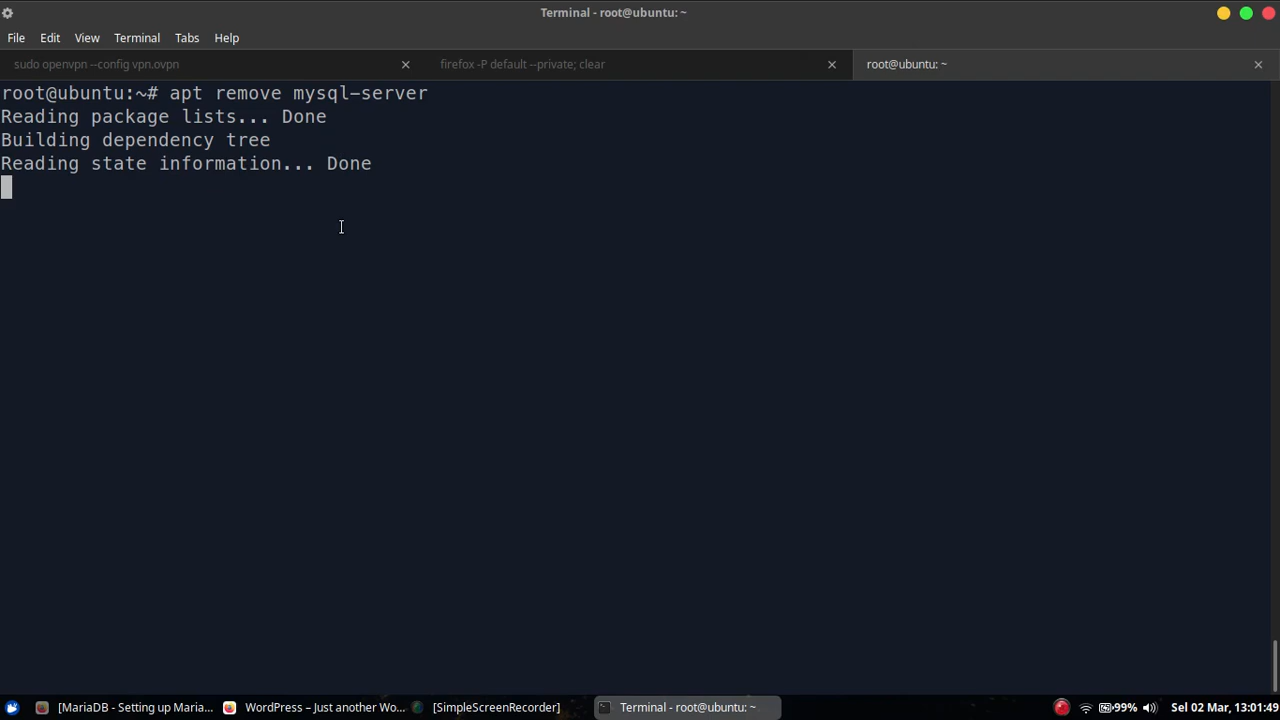 Terminal - root@ubuntu: ~
File Edit View Terminal Tabs Help
sudo openvpn --config vpn.ovpn
firefox -P default --private; clear
root@ubuntu: ~
root@ubuntu:~# apt remove mysql-server
Reading package lists... Done
Building dependency tree
Reading state information... Done
[MariaDB - Setting up Maria...
WordPress – Just another Wo...
[SimpleScreenRecorder]
Terminal - root@ubuntu: ~
99%
Sel 02 Mar, 13:01:49